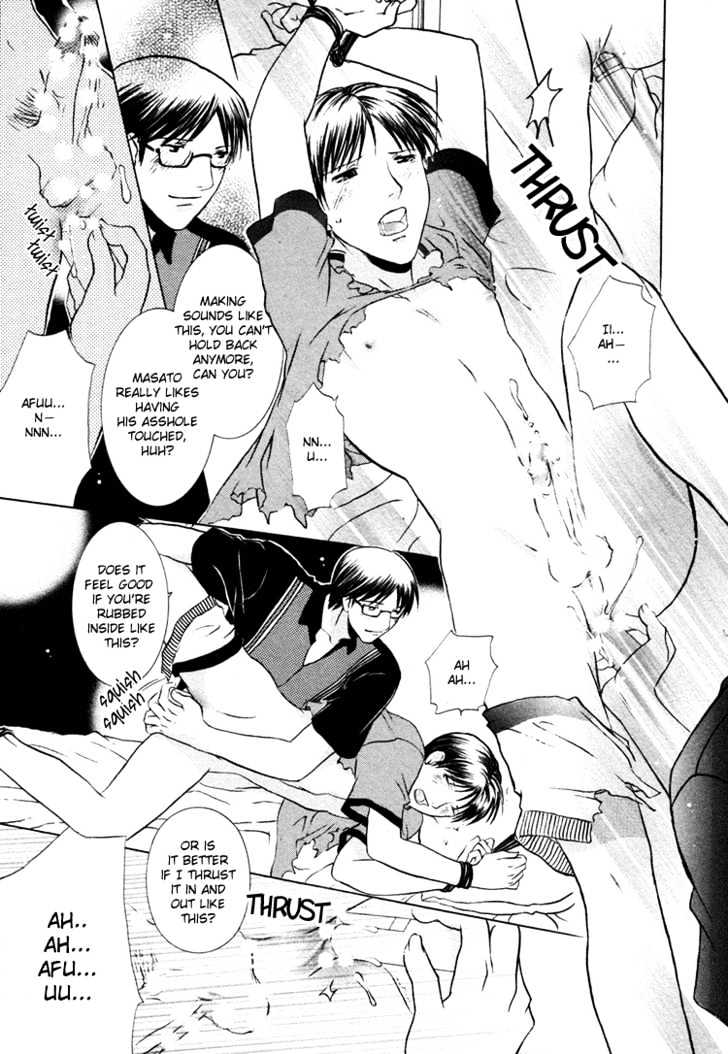 THRUST
II...
AH–
...
NN...
U...
MAKING
SOUNDS LIKE
THIS, YOU CAN'T
HOLD BACK
ANYMORE,
CAN YOU?
MASATO
REALLY LIKES
HAVING
HIS ASSHOLE
TOUCHED,
HUH?
twist
twist
AFUU...
N–
NNN...
AH
AH...
DOES IT
FEEL GOOD
IF YOU'RE
RUBBED
INSIDE LIKE
THIS?
squish
squish
OR IS
IT BETTER
IF I THRUST
IT IN AND
OUT LIKE
THIS?
THRUST
AH..
AH...
AFU...
UU...